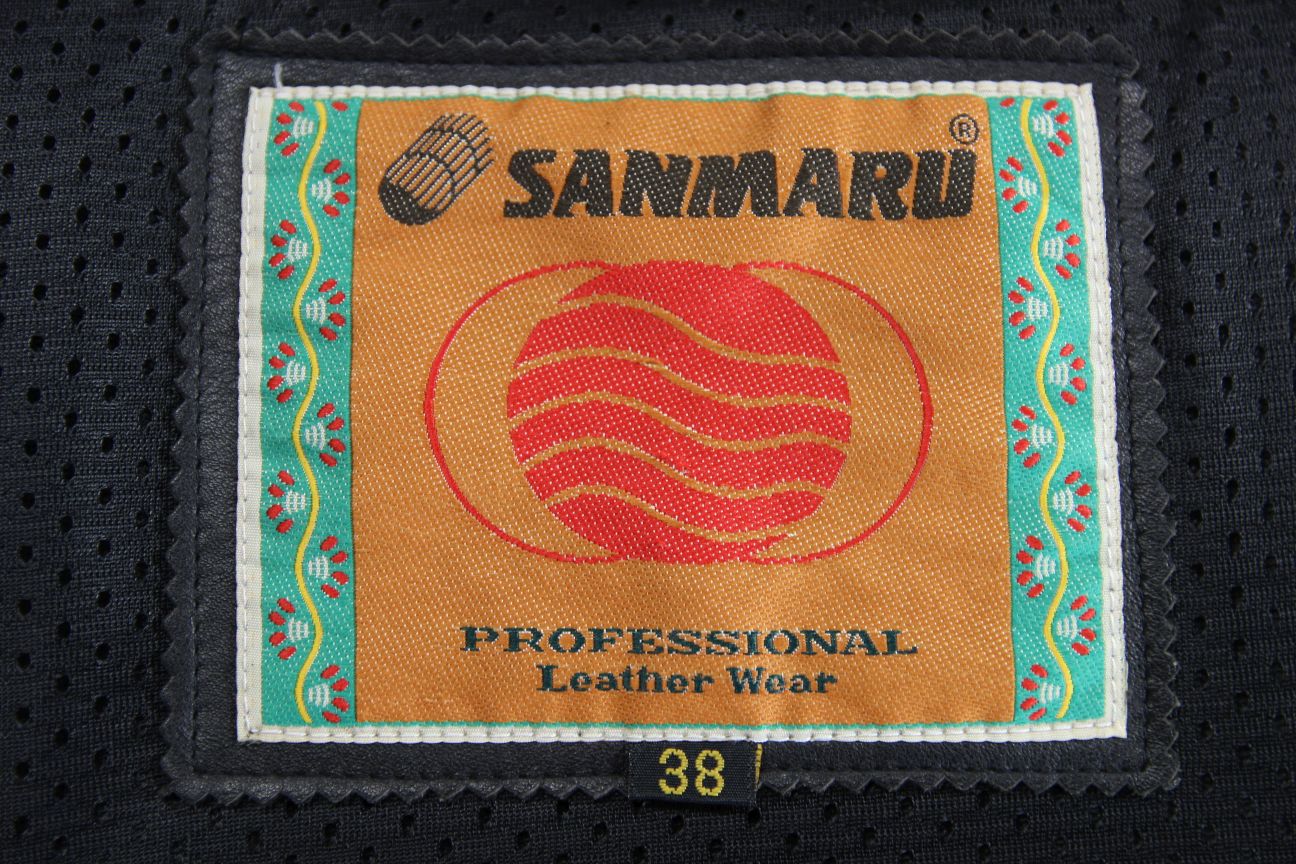 SANMARU®
PROFESSIONAL
Leather Wear
38